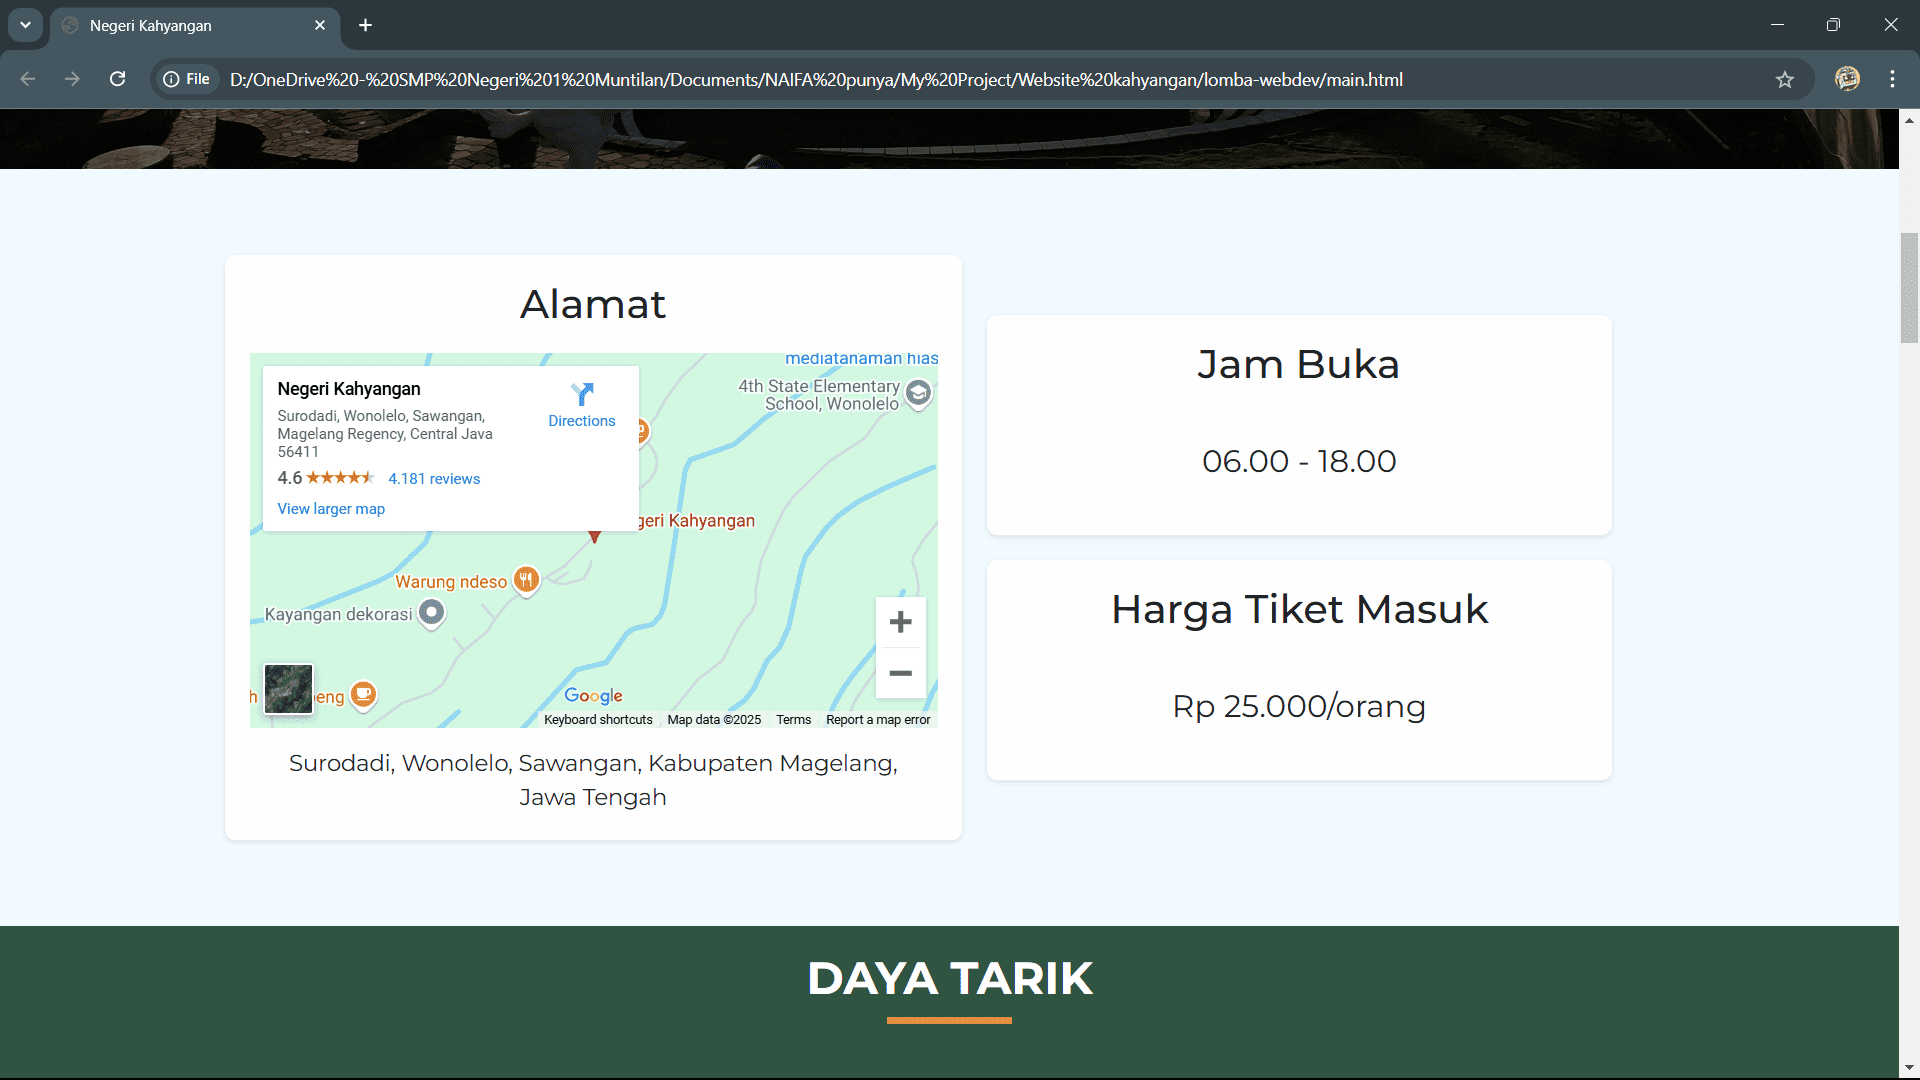 Negeri Kahyangan
File
D:/OneDrive%20-%20SMP%20Negeri%201%20Muntilan/Documents/NAIFA%20punya/My%20Project/Website%20kahyangan/lomba-webdev/main.html
Alamat
mediatanaman hias
4th State Elementary
School, Wonolelo
Negeri Kahyangan
Directions
Surodadi, Wonolelo, Sawangan,
Magelang Regency, Central Java
56411
4.6
4.181 reviews
View larger map
geri Kahyangan
Warung ndeso
Kayangan dekorasi
h
eng
Google
Keyboard shortcuts
Map data ©2025
Terms
Report a map error
Surodadi, Wonolelo, Sawangan, Kabupaten Magelang,
Jawa Tengah
Jam Buka
06.00 - 18.00
Harga Tiket Masuk
Rp 25.000/orang
DAYA TARIK